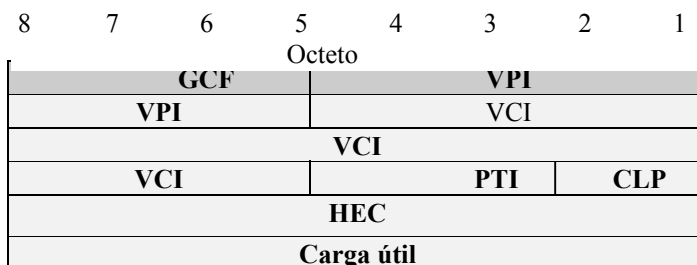 8 7 6 5 4 3 2 1
Octeto
GCF VPI
VPI VCI
VCI
VCI PTI CLP
HEC
Carga útil